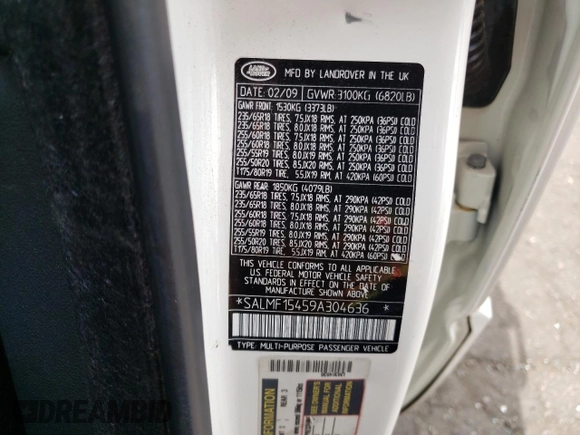 LAND ROVER
MFD BY LANDROVER IN THE UK
DATE: 02/09 GVWR 3100KG (6820LB)
GAWR FRONT: 1530KG (3373LB)
235/65R18 TIRES, 7.5JX18 RIMS, AT 250KPA (36PSI) COLD
235/65R18 TIRES, 8.0JX18 RIMS, AT 250KPA (36PSI) COLD
255/60R18 TIRES, 7.5JX18 RIMS, AT 250KPA (36PSI) COLD
255/60R18 TIRES, 8.0JX18 RIMS, AT 250KPA (36PSI) COLD
255/55R19 TIRES, 8.0JX19 RIMS, AT 250KPA (36PSI) COLD
255/50R20 TIRES, 8.5JX20 RIMS, AT 250KPA (36PSI) COLD
T175/80R19 TIRE, 5.5JX19 RIM, AT 420KPA (60PSI) COLD
GAWR REAR: 1850KG (4079LB)
235/65R18 TIRES, 7.5JX18 RIMS, AT 290KPA (42PSI) COLD
235/65R18 TIRES, 8.0JX18 RIMS, AT 290KPA (42PSI) COLD
255/60R18 TIRES, 7.5JX18 RIMS, AT 290KPA (42PSI) COLD
255/60R18 TIRES, 8.0JX18 RIMS, AT 290KPA (42PSI) COLD
255/55R19 TIRES, 8.0JX19 RIMS, AT 290KPA (42PSI) COLD
255/50R20 TIRES, 8.5JX20 RIMS, AT 290KPA (42PSI) COLD
T175/80R19 TIRE, 5.5JX19 RIM, AT 420KPA (60PSI) COLD
THIS VEHICLE CONFORMS TO ALL APPLICABLE
U.S. FEDERAL MOTOR VEHICLE SAFETY
STANDARDS IN EFFECT ON THE DATE OF
MANUFACTURE SHOWN ABOVE.
*SALMF15459A304636 *
TYPE: MULTI-PURPOSE PASSENGER VEHICLE
SEE OWNER'S
MANUAL FOR
ADDITIONAL
INFORMATION
REAR 3
DREAMBID